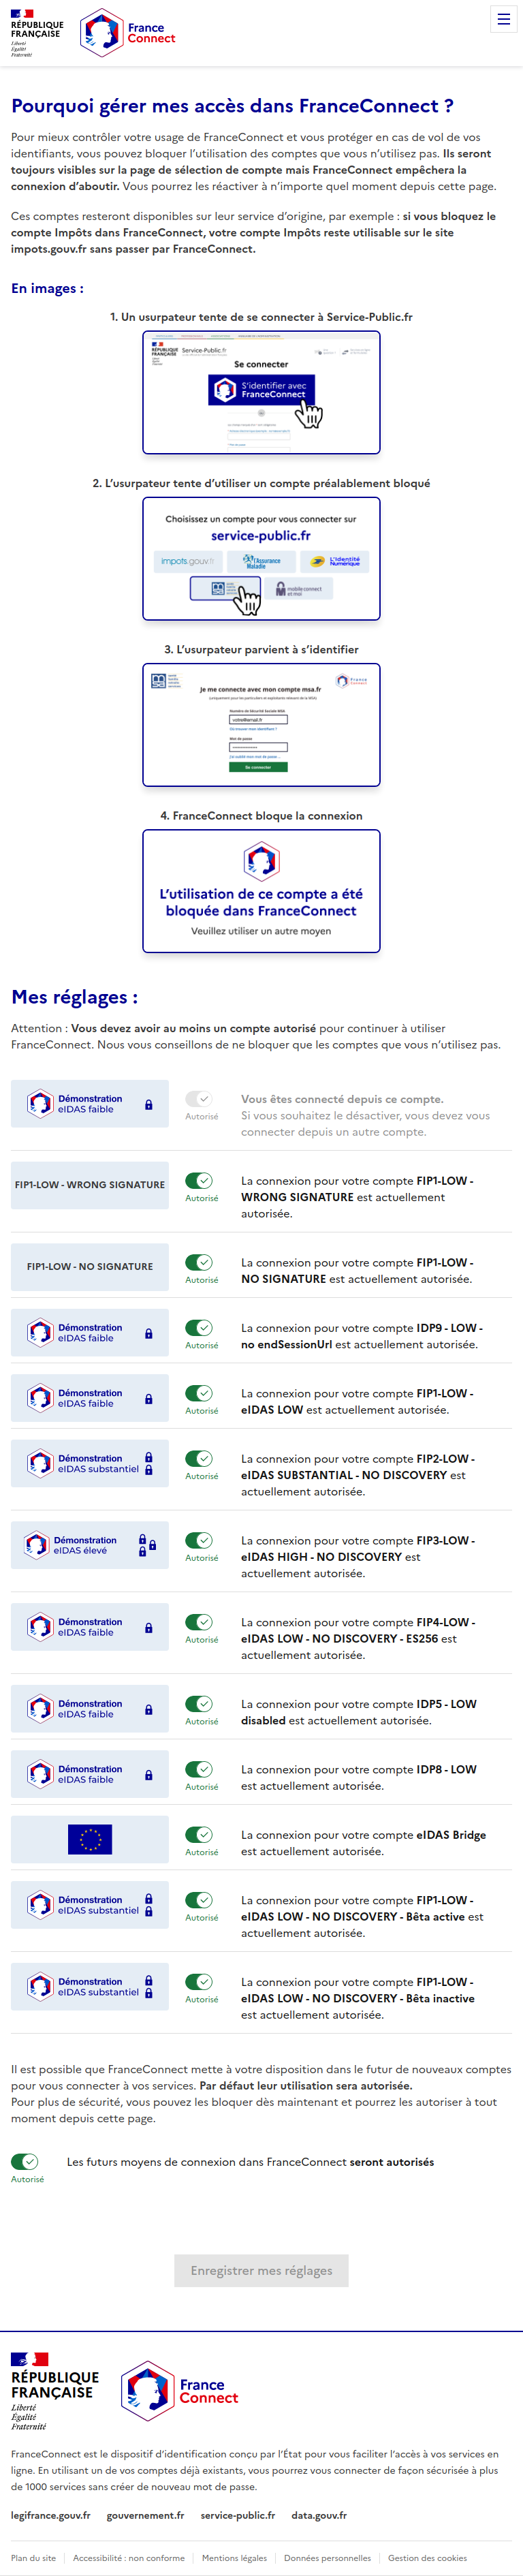 RÉPUBLIQUE
FRANÇAISE
Liberté
Égalité
Fraternité
France
Connect
Pourquoi gérer mes accès dans FranceConnect ?
Pour mieux contrôler votre usage de FranceConnect et vous protéger en cas de vol de vos
identifiants, vous pouvez bloquer l’utilisation des comptes que vous n’utilisez pas. Ils seront
toujours visibles sur la page de sélection de compte mais FranceConnect empêchera la
connexion d’aboutir. Vous pourrez les réactiver à n’importe quel moment depuis cette page.
Ces comptes resteront disponibles sur leur service d’origine, par exemple : si vous bloquez le
compte Impôts dans FranceConnect, votre compte Impôts reste utilisable sur le site
impots.gouv.fr sans passer par FranceConnect.
En images :
1. Un usurpateur tente de se connecter à Service-Public.fr
RÉPUBLIQUE
FRANÇAISE
Service-Public.fr
Se connecter
S’identifier avec
FranceConnect
2. L’usurpateur tente d’utiliser un compte préalablement bloqué
Choisissez un compte pour vous connecter sur
service-public.fr
impots.gouv.fr
l’Assurance
Maladie
L’Identité
Numérique
mobile connect
et moi
3. L’usurpateur parvient à s’identifier
France
Connect
Je me connecte avec mon compte msa.fr
Numéro de Sécurité Sociale MSA
votre@email.fr
Mot de passe
Se connecter
4. FranceConnect bloque la connexion
L’utilisation de ce compte a été
bloquée dans FranceConnect
Veuillez utiliser un autre moyen
Mes réglages :
Attention : Vous devez avoir au moins un compte autorisé pour continuer à utiliser
FranceConnect. Nous vous conseillons de ne bloquer que les comptes que vous n’utilisez pas.
Démonstration
eIDAS faible
Autorisé
Vous êtes connecté depuis ce compte.
Si vous souhaitez le désactiver, vous devez vous
connecter depuis un autre compte.
FIP1-LOW - WRONG SIGNATURE
Autorisé
La connexion pour votre compte FIP1-LOW -
WRONG SIGNATURE est actuellement
autorisée.
FIP1-LOW - NO SIGNATURE
Autorisé
La connexion pour votre compte FIP1-LOW -
NO SIGNATURE est actuellement autorisée.
Démonstration
eIDAS faible
Autorisé
La connexion pour votre compte IDP9 - LOW -
no endSessionUrl est actuellement autorisée.
Démonstration
eIDAS faible
Autorisé
La connexion pour votre compte FIP1-LOW -
eIDAS LOW est actuellement autorisée.
Démonstration
eIDAS substantiel
Autorisé
La connexion pour votre compte FIP2-LOW -
eIDAS SUBSTANTIAL - NO DISCOVERY est
actuellement autorisée.
Démonstration
eIDAS élevé
Autorisé
La connexion pour votre compte FIP3-LOW -
eIDAS HIGH - NO DISCOVERY est
actuellement autorisée.
Démonstration
eIDAS faible
Autorisé
La connexion pour votre compte FIP4-LOW -
eIDAS LOW - NO DISCOVERY - ES256 est
actuellement autorisée.
Démonstration
eIDAS faible
Autorisé
La connexion pour votre compte IDP5 - LOW
disabled est actuellement autorisée.
Démonstration
eIDAS faible
Autorisé
La connexion pour votre compte IDP8 - LOW
est actuellement autorisée.
Autorisé
La connexion pour votre compte eIDAS Bridge
est actuellement autorisée.
Démonstration
eIDAS substantiel
Autorisé
La connexion pour votre compte FIP1-LOW -
eIDAS LOW - NO DISCOVERY - Bêta active est
actuellement autorisée.
Démonstration
eIDAS substantiel
Autorisé
La connexion pour votre compte FIP1-LOW -
eIDAS LOW - NO DISCOVERY - Bêta inactive
est actuellement autorisée.
Il est possible que FranceConnect mette à votre disposition dans le futur de nouveaux comptes
pour vous connecter à vos services. Par défaut leur utilisation sera autorisée.
Pour plus de sécurité, vous pouvez les bloquer dès maintenant et pourrez les autoriser à tout
moment depuis cette page.
Autorisé
Les futurs moyens de connexion dans FranceConnect seront autorisés
Enregistrer mes réglages
RÉPUBLIQUE
FRANÇAISE
Liberté
Égalité
Fraternité
France
Connect
FranceConnect est le dispositif d’identification conçu par l’État pour vous faciliter l’accès à vos services en
ligne. En utilisant un de vos comptes déjà existants, vous pourrez vous connecter de façon sécurisée à plus
de 1000 services sans créer de nouveau mot de passe.
legifrance.gouv.fr gouvernement.fr service-public.fr data.gouv.fr
Plan du site Accessibilité : non conforme Mentions légales Données personnelles Gestion des cookies